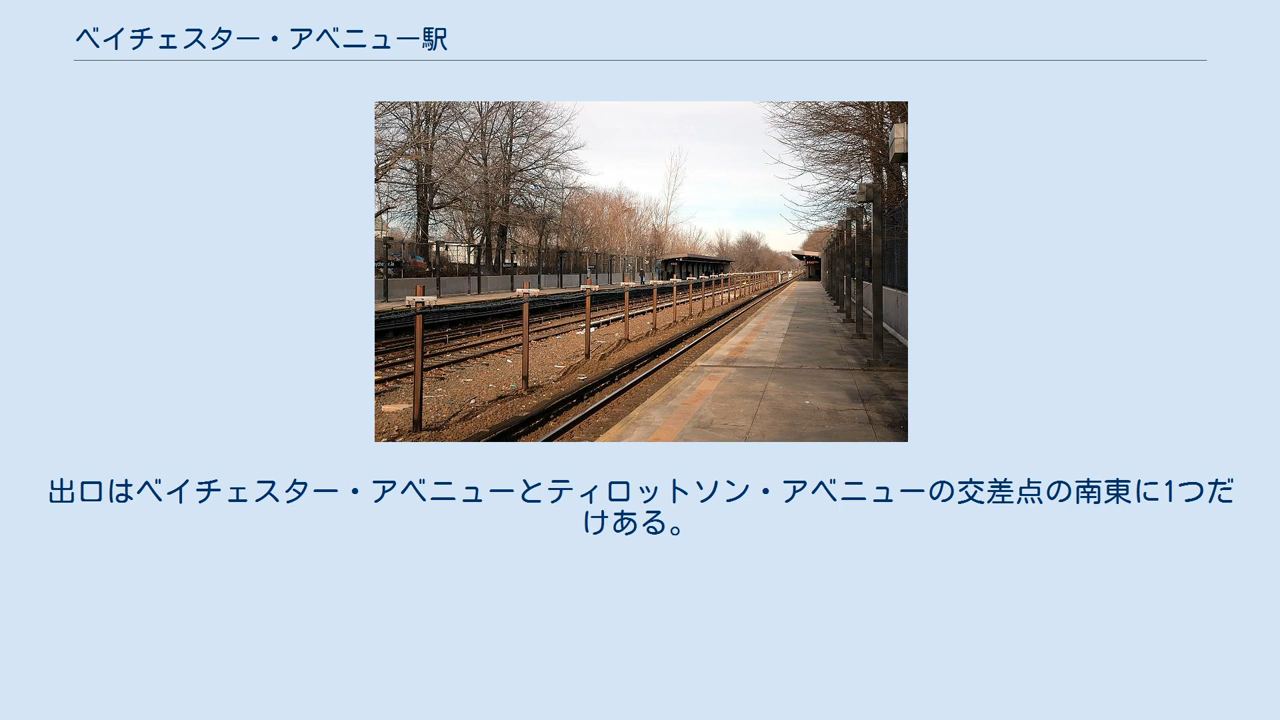 ベイチェスター・アベニュー駅
出口はベイチェスター・アベニューとティロットソン・アベニューの交差点の南東に1つだ
けある。